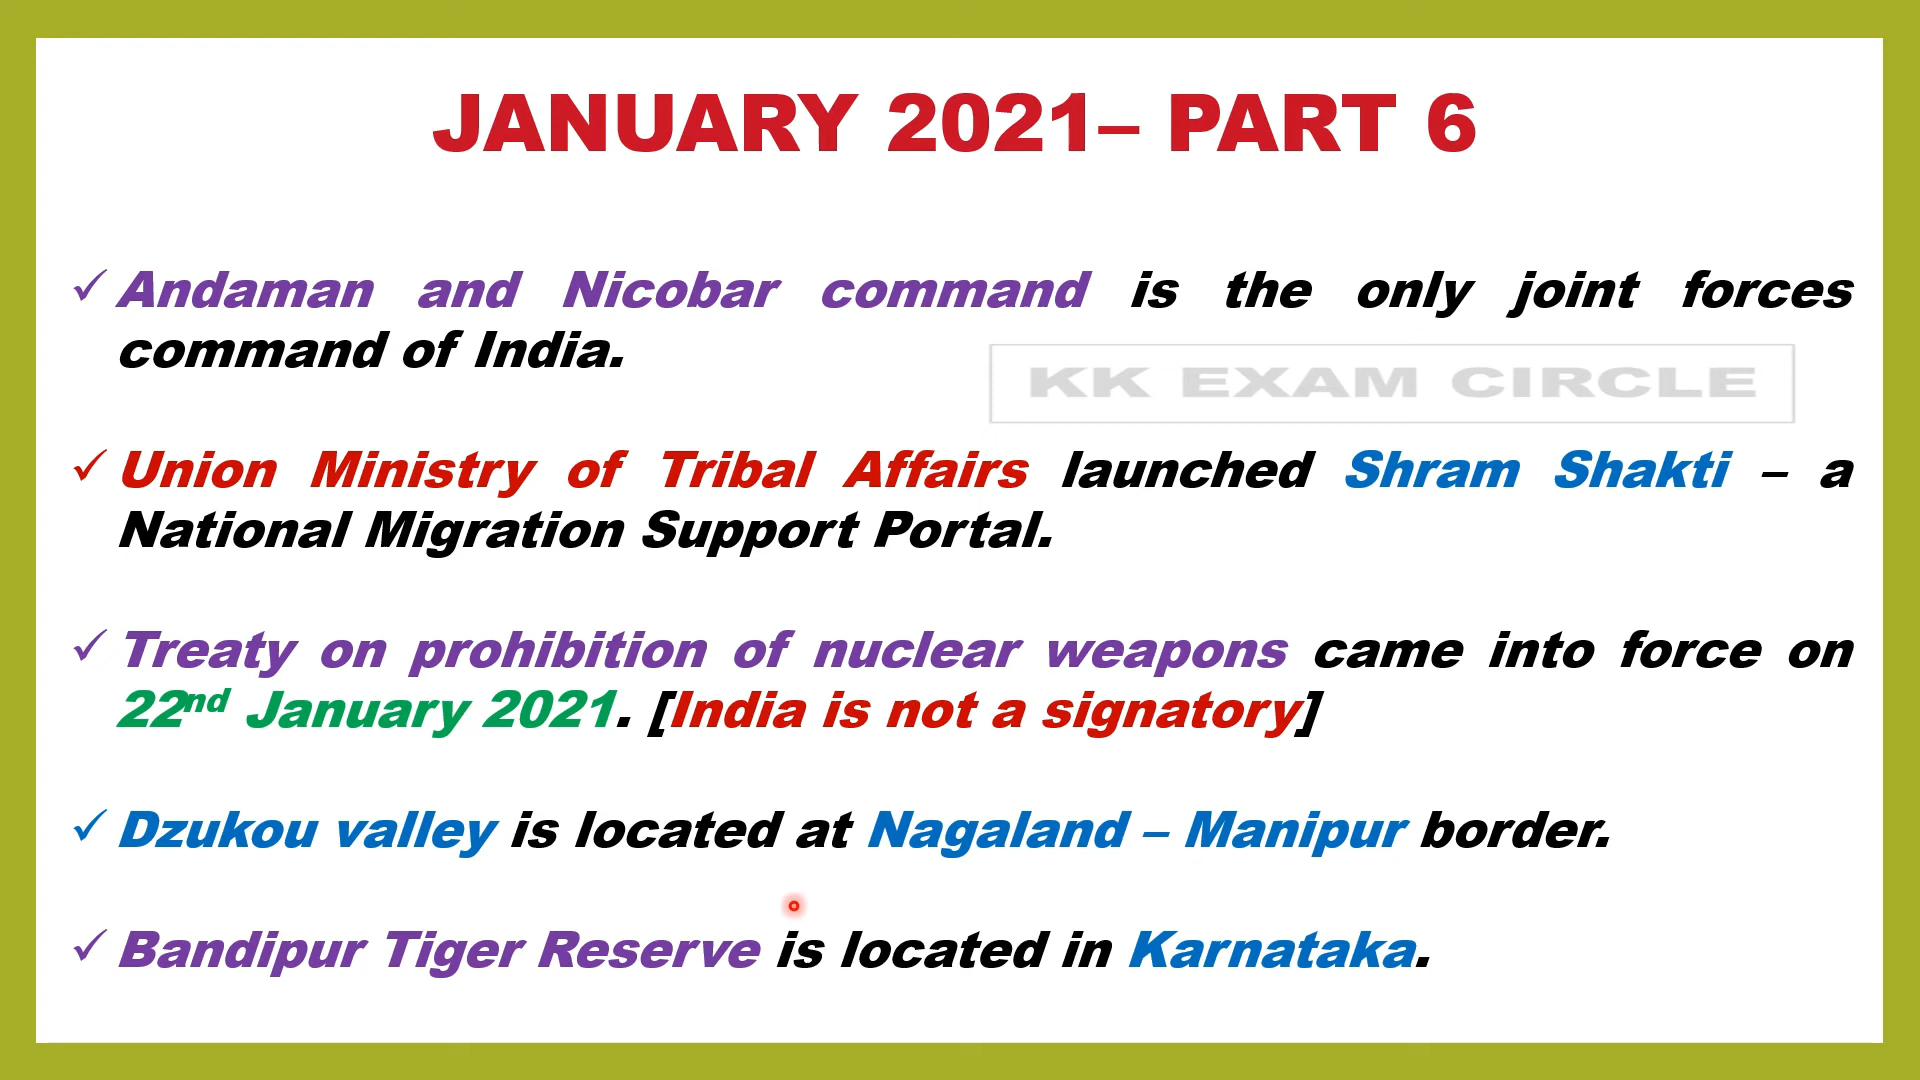 JANUARY 2021– PART 6
✓ Andaman and Nicobar command is the only joint forces
command of India.
KK EXAM CIRCLE
✓ Union Ministry of Tribal Affairs launched Shram Shakti – a
National Migration Support Portal.
✓ Treaty on prohibition of nuclear weapons came into force on
22nd January 2021. [India is not a signatory]
✓ Dzukou valley is located at Nagaland – Manipur border.
✓ Bandipur Tiger Reserve is located in Karnataka.